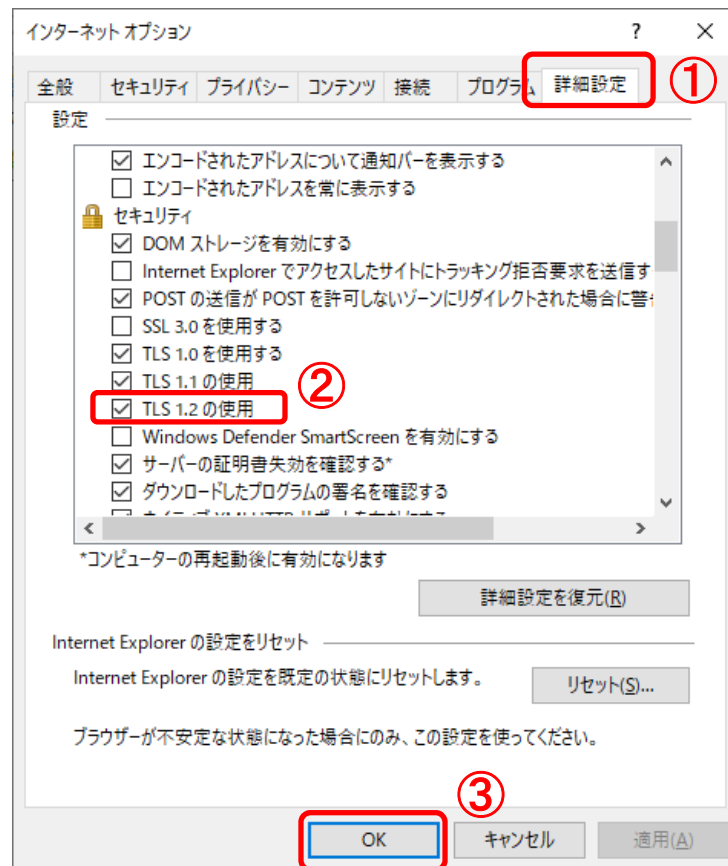 インターネット オプション ? ×
全般 セキュリティ プライバシー コンテンツ 接続 プログラム 詳細設定 ①
設定
エンコードされたアドレスについて通知バーを表示する
エンコードされたアドレスを常に表示する
セキュリティ
DOM ストレージを有効にする
Internet Explorer でアクセスしたサイトにトラッキング拒否要求を送信す
POST の送信が POST を許可しないゾーンにリダイレクトされた場合に警
SSL 3.0 を使用する
TLS 1.0 を使用する
TLS 1.1 の使用 ②
TLS 1.2 の使用
Windows Defender SmartScreen を有効にする
サーバーの証明書失効を確認する*
ダウンロードしたプログラムの署名を確認する
*コンピューターの再起動後に有効になります
詳細設定を復元(R)
Internet Explorer の設定をリセット
Internet Explorer の設定を既定の状態にリセットします。
リセット(S)...
ブラウザーが不安定な状態になった場合にのみ、この設定を使ってください。
③
OK キャンセル 適用(A)